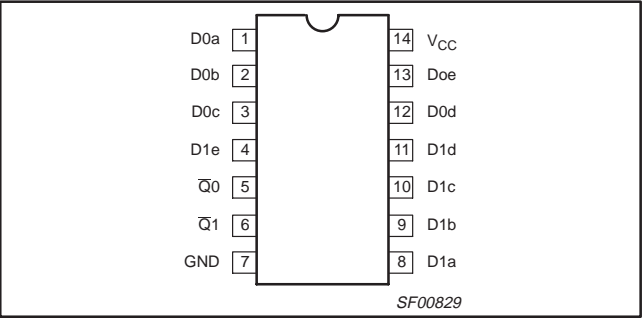 D0a 1 14 VCC
D0b 2 13 Doe
D0c 3 12 D0d
D1e 4 11 D1d
Q̅0 5 10 D1c
Q̅1 6 9 D1b
GND 7 8 D1a
SF00829